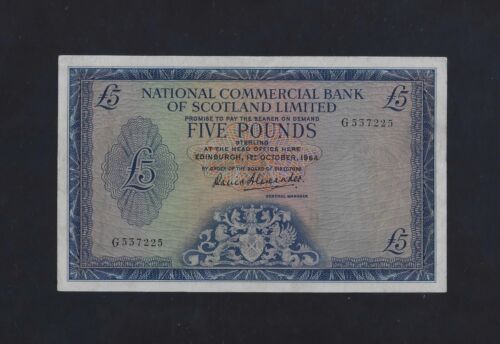 £5
£5
NATIONAL COMMERCIAL BANK
OF SCOTLAND LIMITED
PROMISE TO PAY THE BEARER ON DEMAND
G557225
FIVE POUNDS
STERLING
AT THE HEAD OFFICE HERE
EDINBURGH, 1ST OCTOBER, 1964
BY ORDER OF THE BOARD OF DIRECTORS
£5
David Alexander
GENERAL MANAGER
G557225
£5